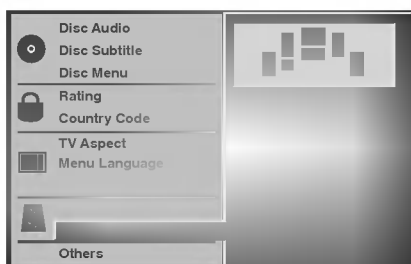 Disc Audio
Disc Subtitle
Disc Menu
Rating
Country Code
TV Aspect
Menu Language
Others